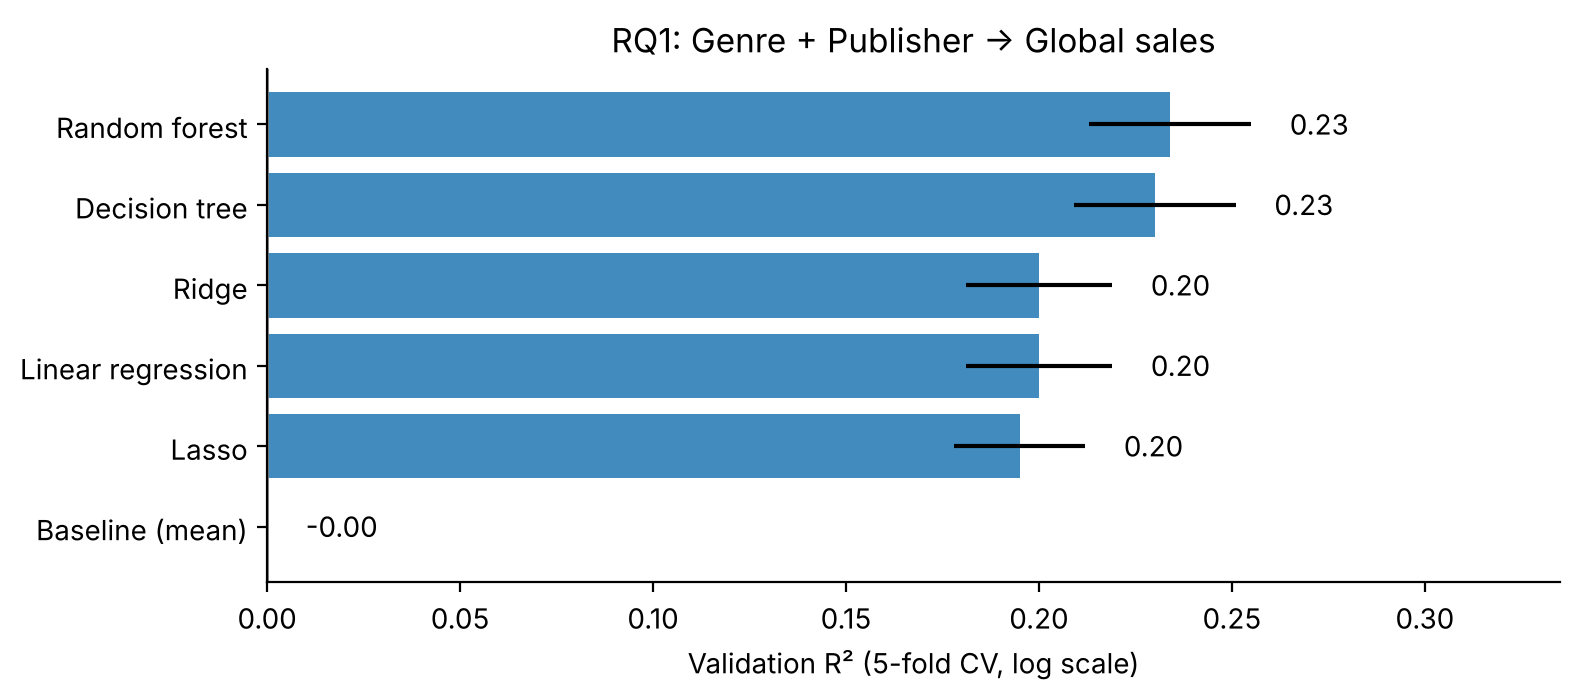 RQ1: Genre + Publisher → Global sales
Random forest
0.23
Decision tree
0.23
Ridge
0.20
Linear regression
0.20
Lasso
0.20
Baseline (mean)
-0.00
0.00 0.05 0.10 0.15 0.20 0.25 0.30
Validation R² (5-fold CV, log scale)